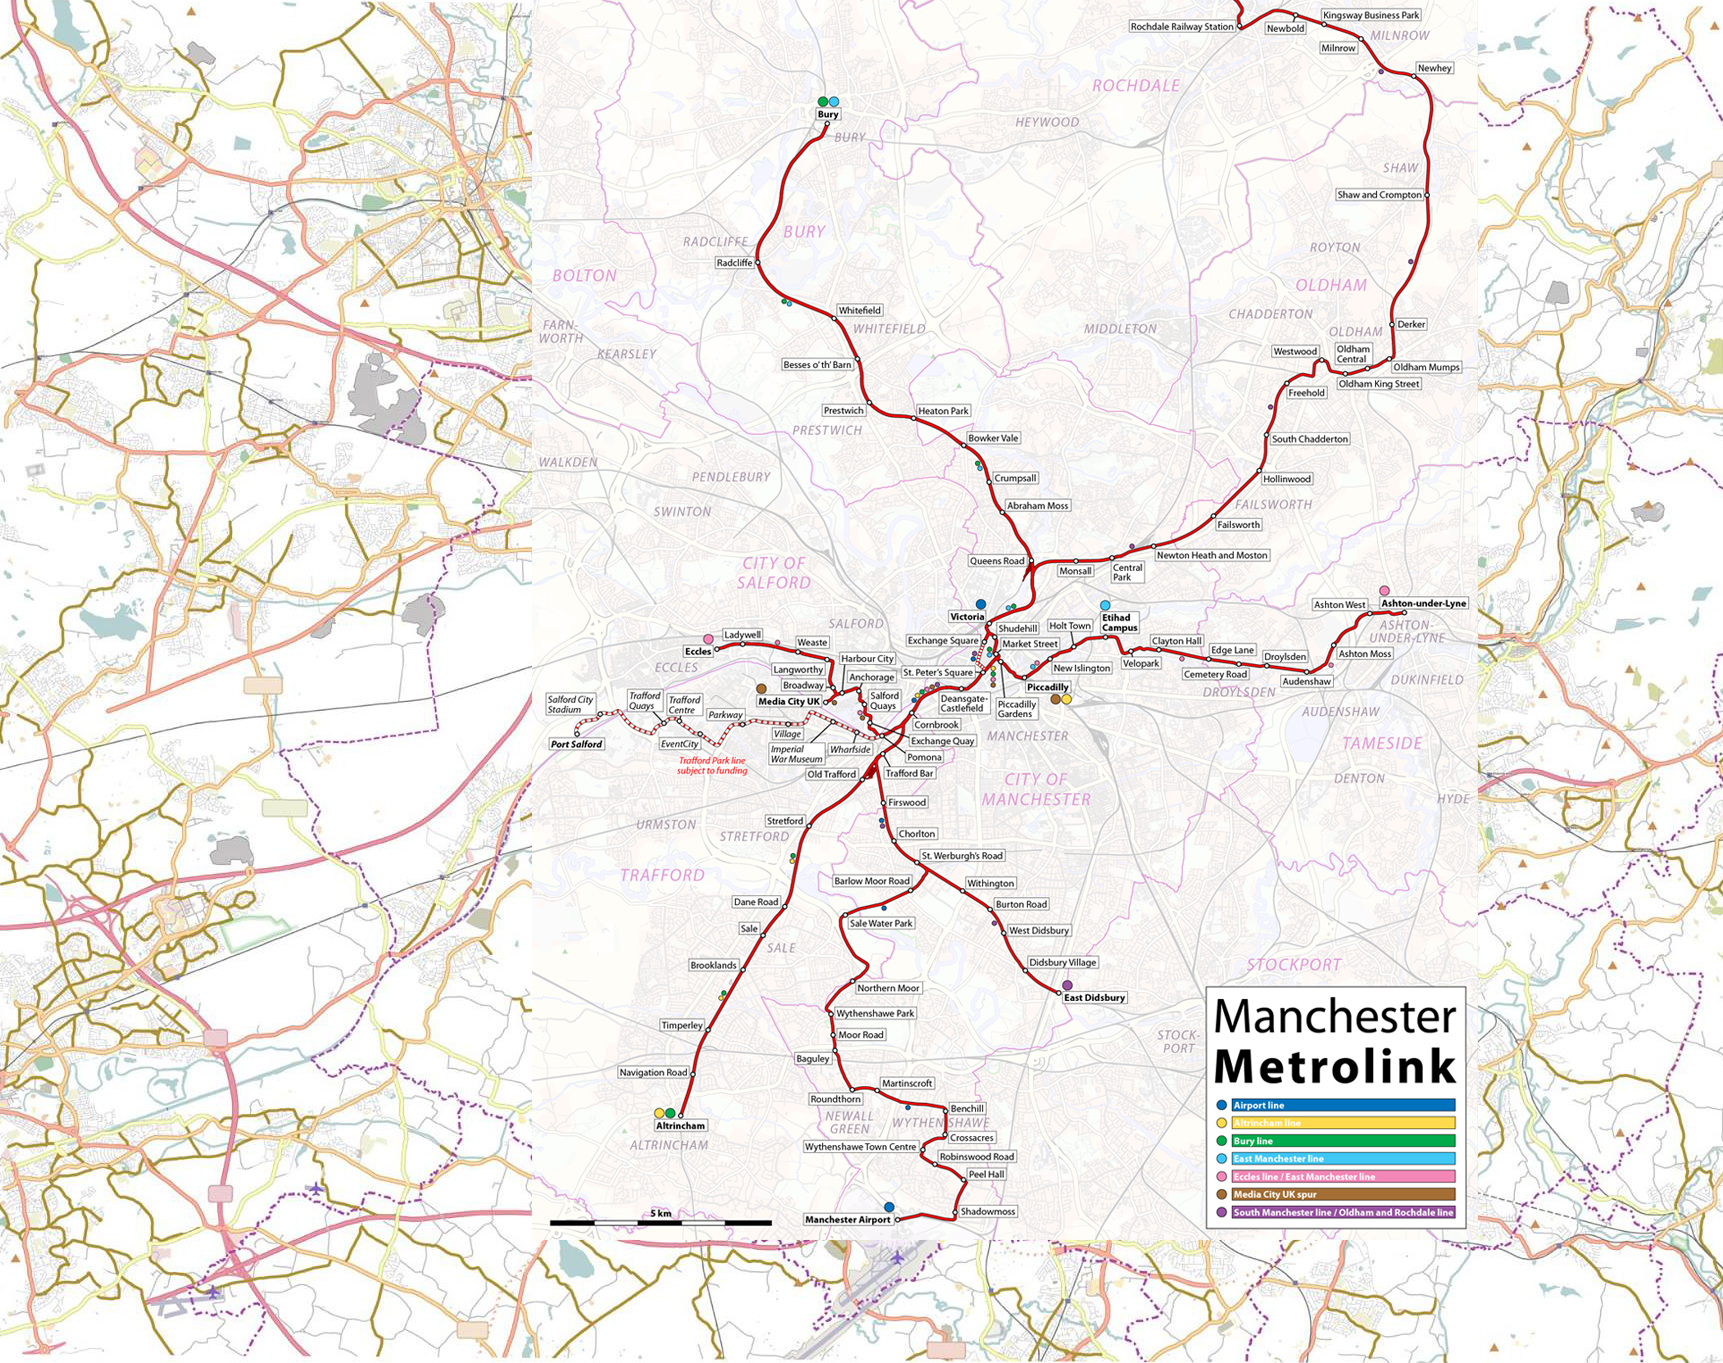 Rochdale Railway Station
Newbold
Kingsway Business Park
Milnrow
MILNROW
Newhey
ROCHDALE
HEYWOOD
Bury
BURY
SHAW
Shaw and Crompton
BURY
RADCLIFFE
Radcliffe
ROYTON
BOLTON
OLDHAM
Whitefield
WHITEFIELD
MIDDLETON
CHADDERTON
OLDHAM
Derker
FARN-
WORTH
KEARSLEY
Besses o' th' Barn
Westwood
Oldham
Central
Oldham Mumps
Oldham King Street
Freehold
Prestwich
Heaton Park
PRESTWICH
Bowker Vale
South Chadderton
WALKDEN
PENDLEBURY
Crumpsall
Hollinwood
SWINTON
Abraham Moss
FAILSWORTH
Failsworth
Queens Road
Monsall
Central
Park
Newton Heath and Moston
CITY OF
SALFORD
Victoria
Etihad
Campus
Ashton West
Ashton-under-Lyne
ASHTON-
UNDER-LYNE
SALFORD
Shudehill
Holt Town
Exchange Square
Market Street
Clayton Hall
Edge Lane
Droylsden
Ashton Moss
Ladywell
Eccles
ECCLES
Weaste
Harbour City
Langworthy
Anchorage
Velopark
New Islington
Cemetery Road
Audenshaw
St. Peter's Square
Broadway
Salford
Quays
Media City UK
Piccadilly
Deansgate-
Castlefield
Piccadilly
Gardens
DROYLSDEN
DUKINFIELD
AUDENSHAW
Salford City
Stadium
Trafford
Quays
Trafford
Centre
Parkway
Port Salford
EventCity
Village
Imperial
War Museum
Wharfside
Cornbrook
Exchange Quay
Pomona
Trafford Bar
Old Trafford
MANCHESTER
TAMESIDE
Trafford Park line
subject to funding
CITY OF
MANCHESTER
DENTON
HYDE
Firswood
Stretford
URMSTON
STRETFORD
Chorlton
St. Werburgh's Road
TRAFFORD
Barlow Moor Road
Withington
Dane Road
Burton Road
Sale
Sale Water Park
West Didsbury
SALE
Brooklands
Didsbury Village
STOCKPORT
Northern Moor
East Didsbury
Wythenshawe Park
Timperley
Moor Road
STOCK-
PORT
Baguley
Navigation Road
Martinscroft
Roundthorn
Altrincham
ALTRINCHAM
NEWALL
GREEN
WYTHENSHAWE
Benchill
Crossacres
Wythenshawe Town Centre
Robinswood Road
Peel Hall
Shadowmoss
Manchester Airport
5 km
Manchester
Metrolink
Airport line
Altrincham line
Bury line
East Manchester line
Eccles line / East Manchester line
Media City UK spur
South Manchester line / Oldham and Rochdale line